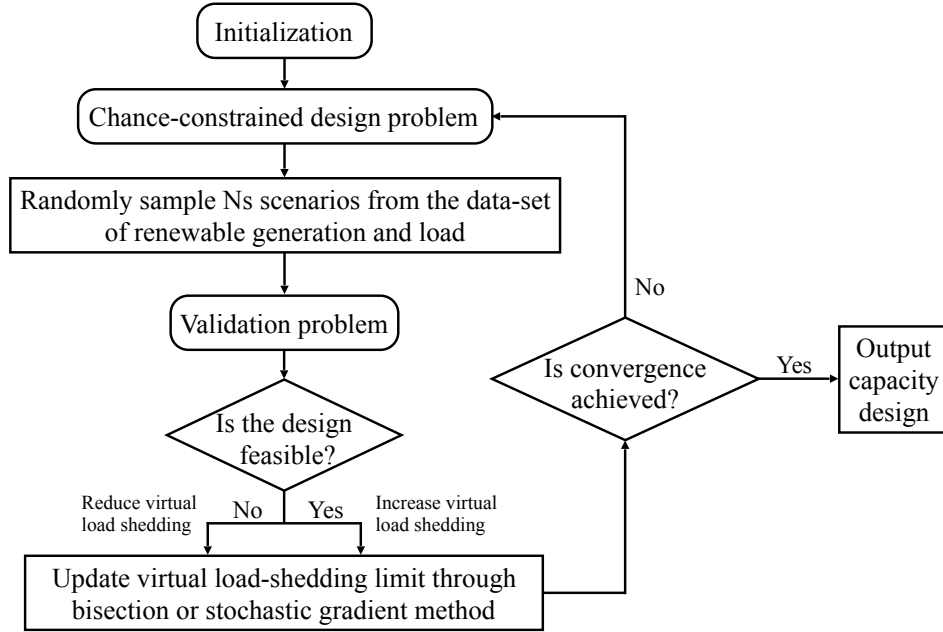 Initialization
Chance-constrained design problem
Randomly sample Ns scenarios from the data-set
of renewable generation and load
Validation problem
Is the design
feasible?
Reduce virtual
load shedding
No
Yes
Increase virtual
load shedding
Update virtual load-shedding limit through
bisection or stochastic gradient method
Is convergence
achieved?
No
Yes
Output
capacity
design